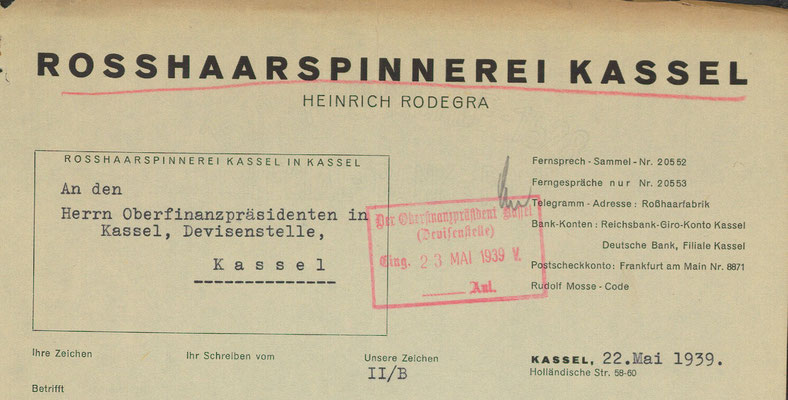 ROSSHAARSPINNEREI KASSEL
HEINRICH RODEGRA
ROSSHAARSPINNEREI KASSEL IN KASSEL
An den
Herrn Oberfinanzpräsidenten in
Kassel, Devisenstelle,
K a s s e l
Der Oberfinanzpräsident Kassel
(Devisenstelle)
Eing. 23 MAI 1939 V.
Anl.
Fernsprech-Sammel-Nr. 20552
Ferngespräche nur Nr. 20553
Telegramm-Adresse: Roßhaarfabrik
Bank-Konten: Reichsbank-Giro-Konto Kassel
Deutsche Bank, Filiale Kassel
Postscheckkonto: Frankfurt am Main Nr. 8871
Rudolf Mosse-Code
Ihre Zeichen
Ihr Schreiben vom
Unsere Zeichen
II/B
KASSEL, 22.Mai 1939.
Holländische Str. 58-60
Betrifft